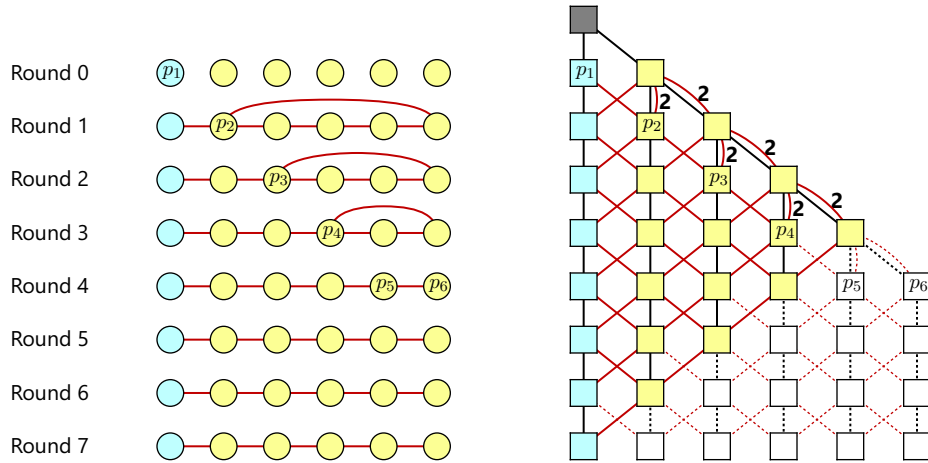 Round 0 p1 p1
Round 1 p2 p2 2 2
Round 2 p3 p3 2 2
Round 3 p4 p4 2 2
Round 4 p5 p6 p5 p6
Round 5
Round 6
Round 7